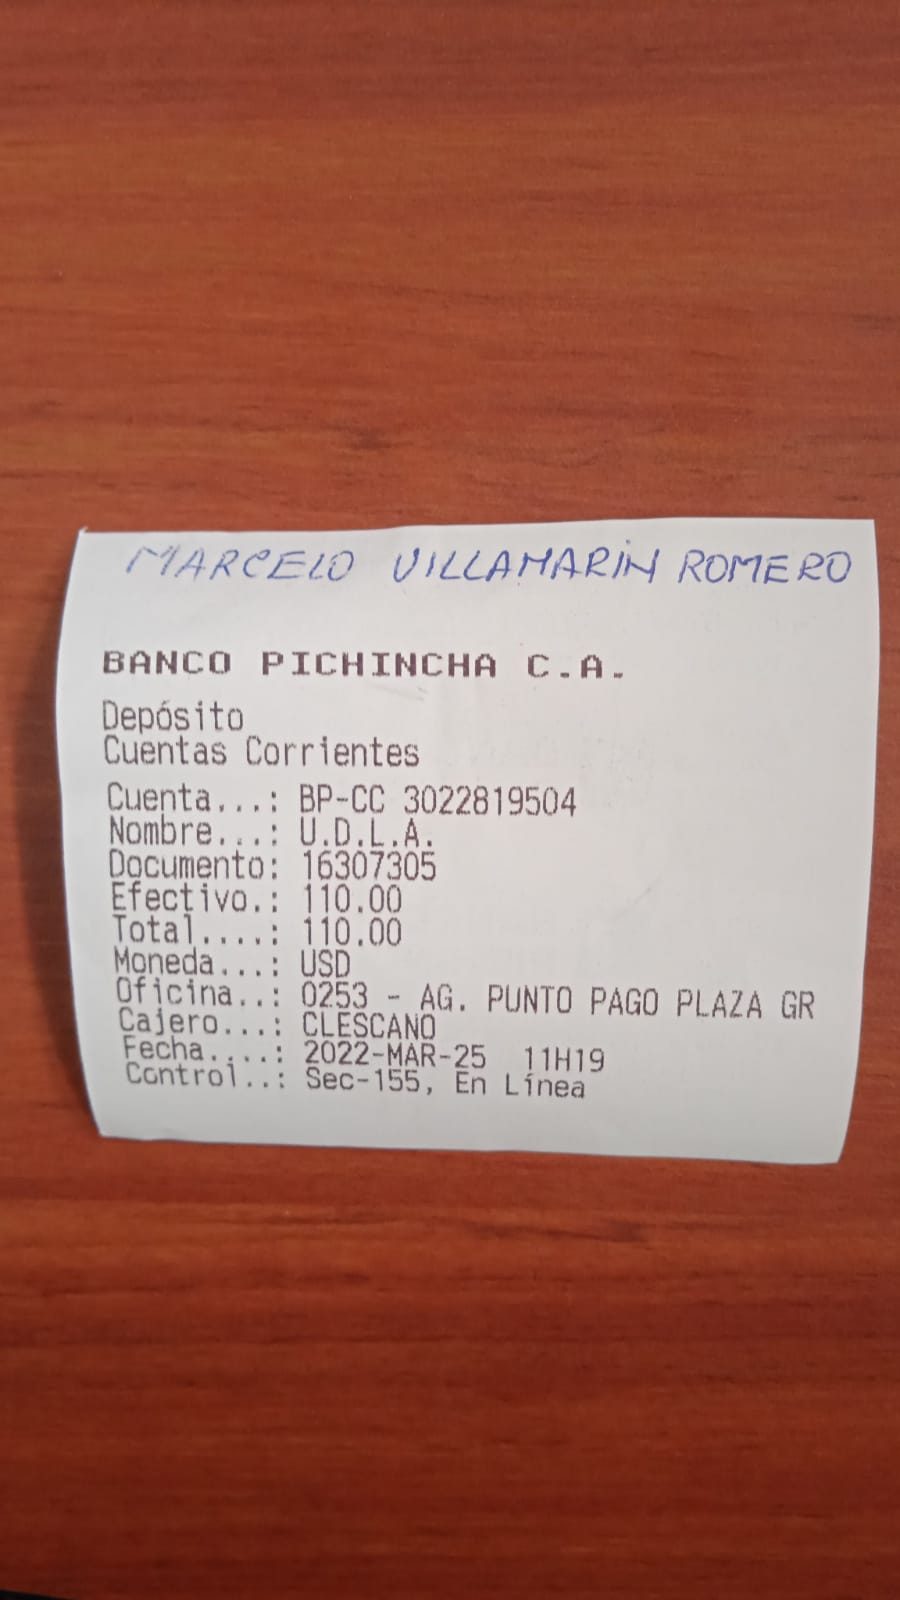 MARCELO VILLAMARIN ROMERO
BANCO PICHINCHA C.A.
Depósito
Cuentas Corrientes
Cuenta...: BP-CC 3022819504
Nombre...: U.D.L.A.
Documento: 16307305
Efectivo.: 110.00
Total....: 110.00
Moneda...: USD
Oficina..: 0253 - AG. PUNTO PAGO PLAZA GR
Cajero...: CLESCANO
Fecha....: 2022-MAR-25 11H19
Control..: Sec-155, En Línea